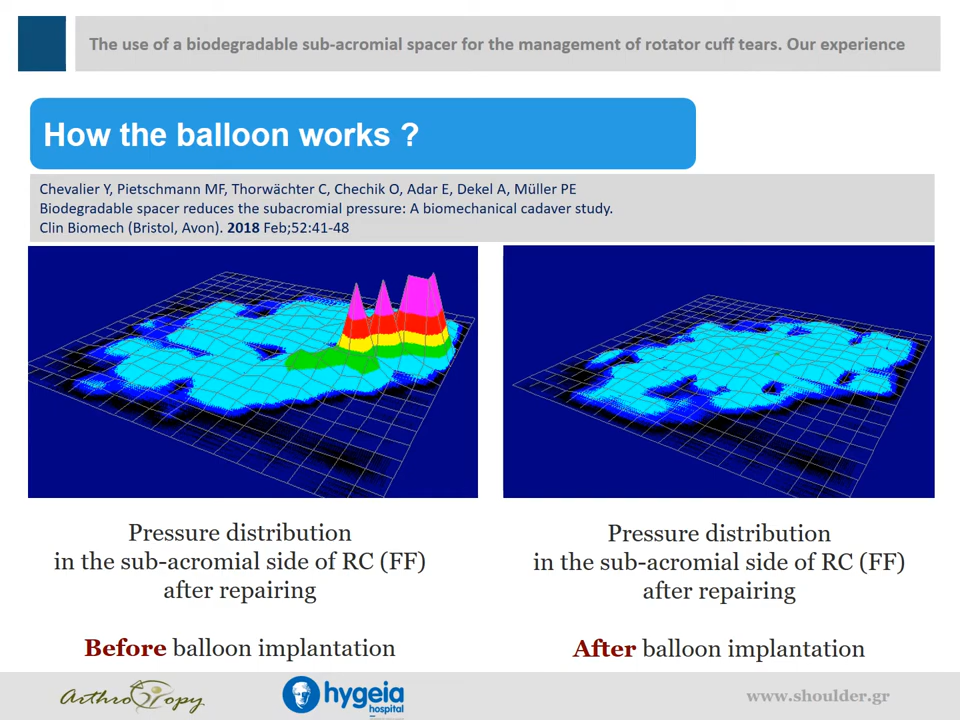 The use of a biodegradable sub-acromial spacer for the management of rotator cuff tears. Our experience
How the balloon works ?
Chevalier Y, Pietschmann MF, Thorwächter C, Chechik O, Adar E, Dekel A, Müller PE
Biodegradable spacer reduces the subacromial pressure: A biomechanical cadaver study.
Clin Biomech (Bristol, Avon). 2018 Feb;52:41-48
Pressure distribution
in the sub-acromial side of RC (FF)
after repairing
Before balloon implantation
Pressure distribution
in the sub-acromial side of RC (FF)
after repairing
After balloon implantation
hygeia
hospital
www.shoulder.gr